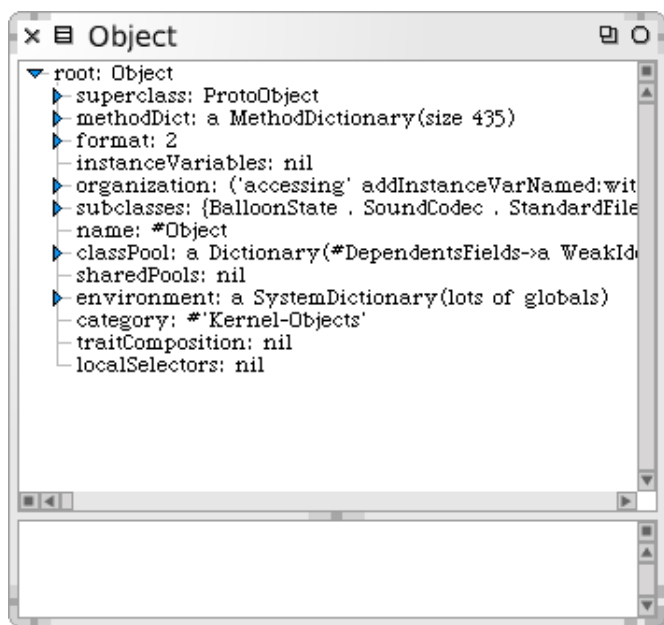 Object
root: Object
superclass: ProtoObject
methodDict: a MethodDictionary(size 435)
format: 2
instanceVariables: nil
organization: ('accessing' addInstanceVarNamed:wit
subclasses: {BalloonState . SoundCodec . StandardFile
name: #Object
classPool: a Dictionary(#DependentsFields->a WeakIde
sharedPools: nil
environment: a SystemDictionary(lots of globals)
category: #'Kernel-Objects'
traitComposition: nil
localSelectors: nil